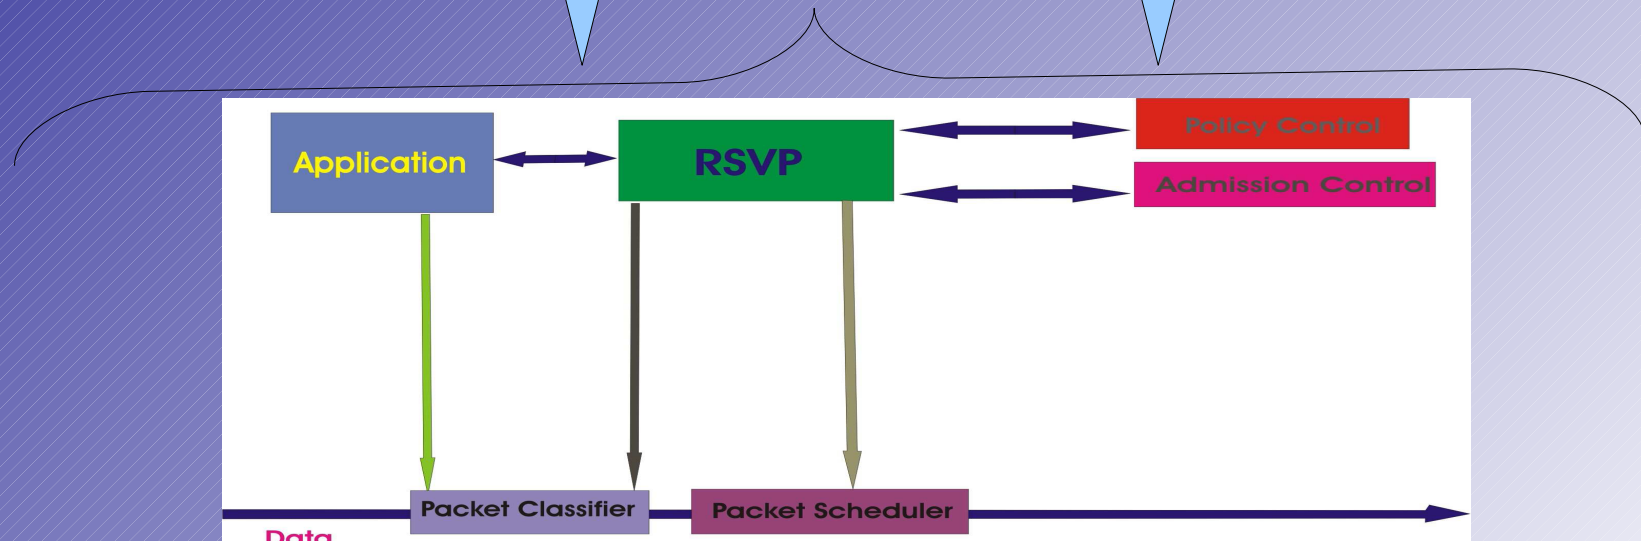 Application
RSVP
Policy Control
Admission Control
Packet Classifier
Packet Scheduler
Data